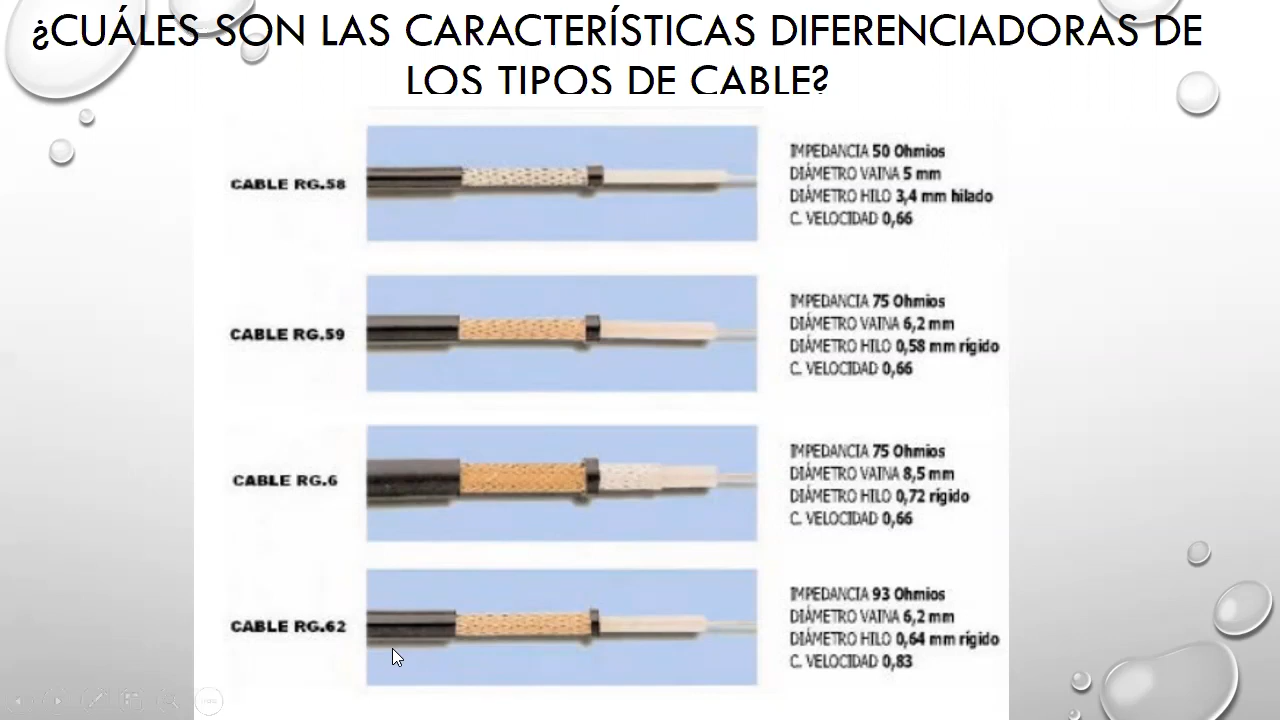 ¿CUÁLES SON LAS CARACTERÍSTICAS DIFERENCIADORAS DE
LOS TIPOS DE CABLE?
CABLE RG.58
IMPEDANCIA 50 Ohmios
DIÁMETRO VAINA 5 mm
DIÁMETRO HILO 3,4 mm hilado
C. VELOCIDAD 0,66
CABLE RG.59
IMPEDANCIA 75 Ohmios
DIÁMETRO VAINA 6,2 mm
DIÁMETRO HILO 0,58 mm rígido
C. VELOCIDAD 0,66
CABLE RG.6
IMPEDANCIA 75 Ohmios
DIÁMETRO VAINA 8,5 mm
DIÁMETRO HILO 0,72 rígido
C. VELOCIDAD 0,66
CABLE RG.62
IMPEDANCIA 93 Ohmios
DIÁMETRO VAINA 6,2 mm
DIÁMETRO HILO 0,64 mm rígido
C. VELOCIDAD 0,83